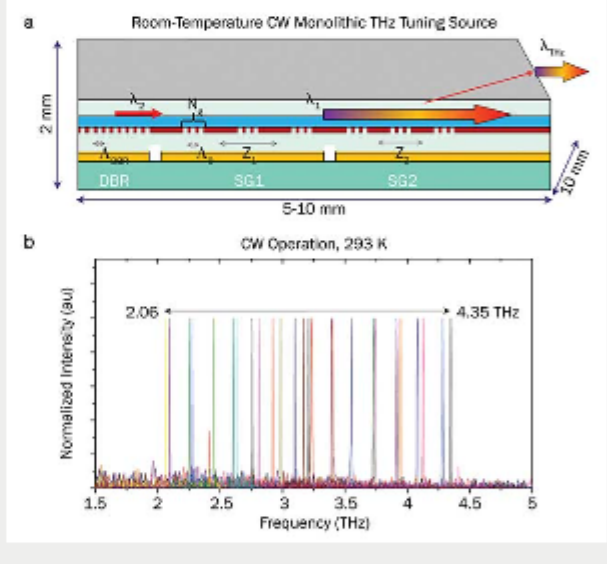 a
Room-Temperature CW Monolithic THz Tuning Source
λTHz
λ2
Ng
λ1
2 mm
ΛDBR
Λg
Z1
Z2
DBR
SG1
SG2
10 mm
5-10 mm
b
CW Operation, 293 K
2.06
4.35 THz
Normalized Intensity (au)
1.5 2 2.5 3 3.5 4 4.5 5
Frequency (THz)